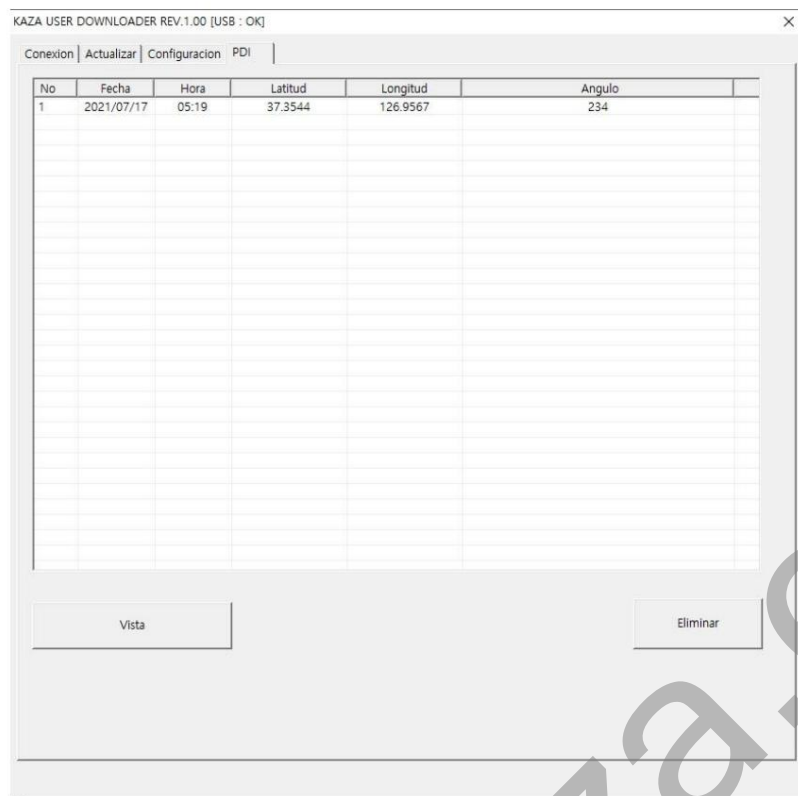 KAZA USER DOWNLOADER REV.1.00 [USB : OK]
Conexion Actualizar Configuracion PDI
No Fecha Hora Latitud Longitud Angulo
1 2021/07/17 05:19 37.3544 126.9567 234
Vista Eliminar